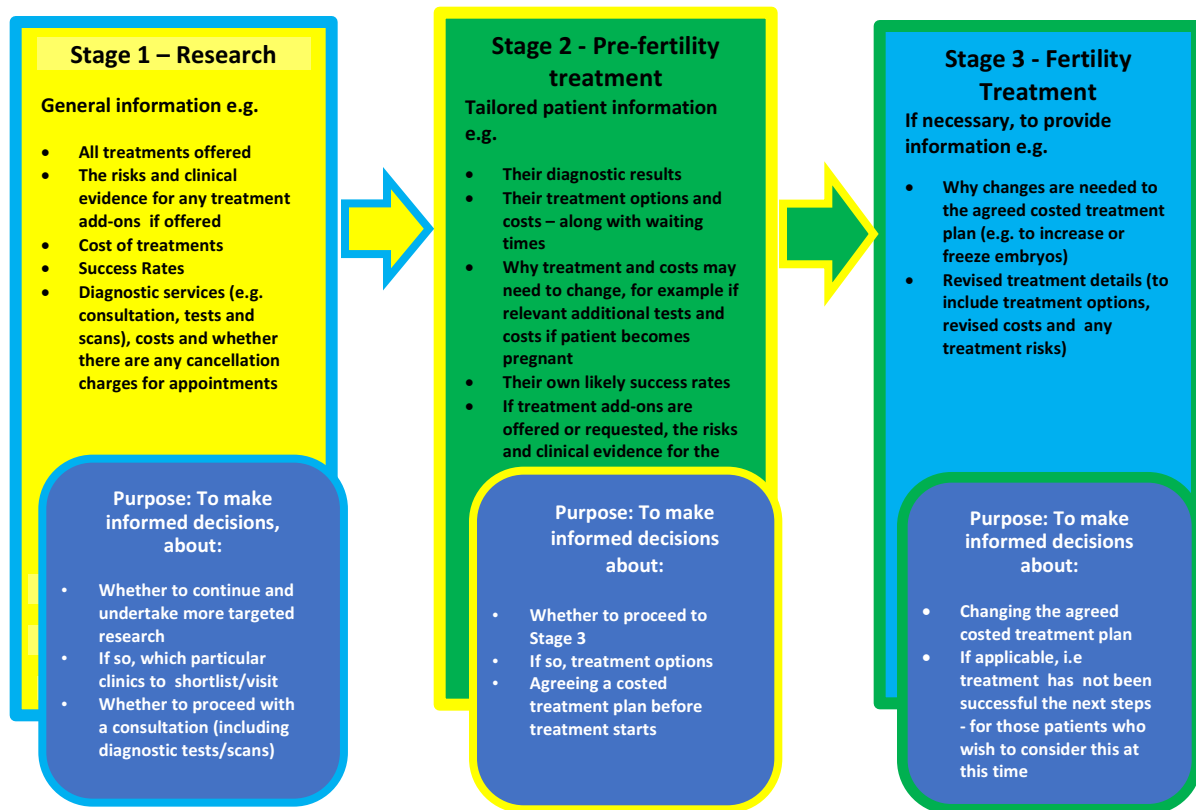 Stage 1 – Research
General information e.g.
• All treatments offered
• The risks and clinical
evidence for any treatment
add-ons if offered
• Cost of treatments
• Success Rates
• Diagnostic services (e.g.
consultation, tests and
scans), costs and whether
there are any cancellation
charges for appointments
Purpose: To make
informed decisions,
about:
• Whether to continue and
undertake more targeted
research
• If so, which particular
clinics to shortlist/visit
• Whether to proceed with
a consultation (including
diagnostic tests/scans)
Stage 2 - Pre-fertility
treatment
Tailored patient information
e.g.
• Their diagnostic results
• Their treatment options and
costs – along with waiting
times
• Why treatment and costs may
need to change, for example if
relevant additional tests and
costs if patient becomes
pregnant
• Their own likely success rates
• If treatment add-ons are
offered or requested, the risks
and clinical evidence for the
Purpose: To make
informed decisions
about:
• Whether to proceed to
Stage 3
• If so, treatment options
• Agreeing a costed
treatment plan before
treatment starts
Stage 3 - Fertility
Treatment
If necessary, to provide
information e.g.
• Why changes are needed to
the agreed costed treatment
plan (e.g. to increase or
freeze embryos)
• Revised treatment details (to
include treatment options,
revised costs and any
treatment risks)
Purpose: To make
informed decisions
about:
• Changing the agreed
costed treatment plan
• If applicable, i.e
treatment has not been
successful the next steps
- for those patients who
wish to consider this at
this time